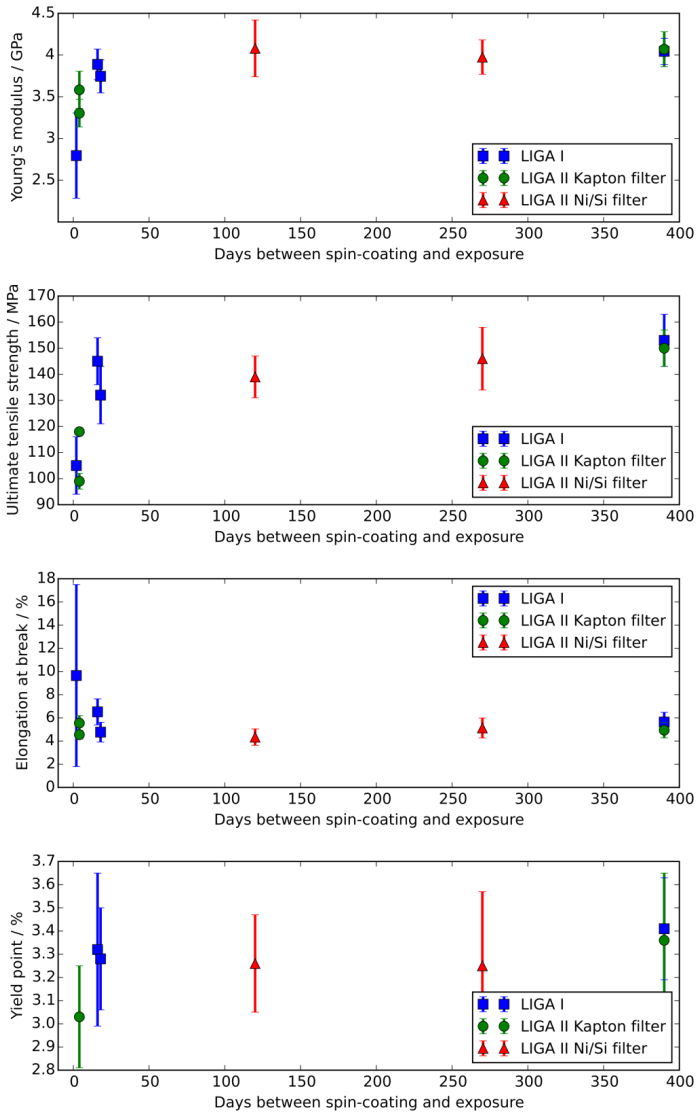 4.5
4
3.5
3
2.5
Young's modulus / GPa
LIGA I
LIGA II Kapton filter
LIGA II Ni/Si filter
0 50 100 150 200 250 300 350 400
Days between spin-coating and exposure
170
160
150
140
130
120
110
100
90
Ultimate tensile strength / MPa
LIGA I
LIGA II Kapton filter
LIGA II Ni/Si filter
0 50 100 150 200 250 300 350 400
Days between spin-coating and exposure
18
16
14
12
10
8
6
4
2
0
Elongation at break / %
LIGA I
LIGA II Kapton filter
LIGA II Ni/Si filter
0 50 100 150 200 250 300 350 400
Days between spin-coating and exposure
3.7
3.6
3.5
3.4
3.3
3.2
3.1
3.0
2.9
2.8
Yield point / %
LIGA I
LIGA II Kapton filter
LIGA II Ni/Si filter
0 50 100 150 200 250 300 350 400
Days between spin-coating and exposure